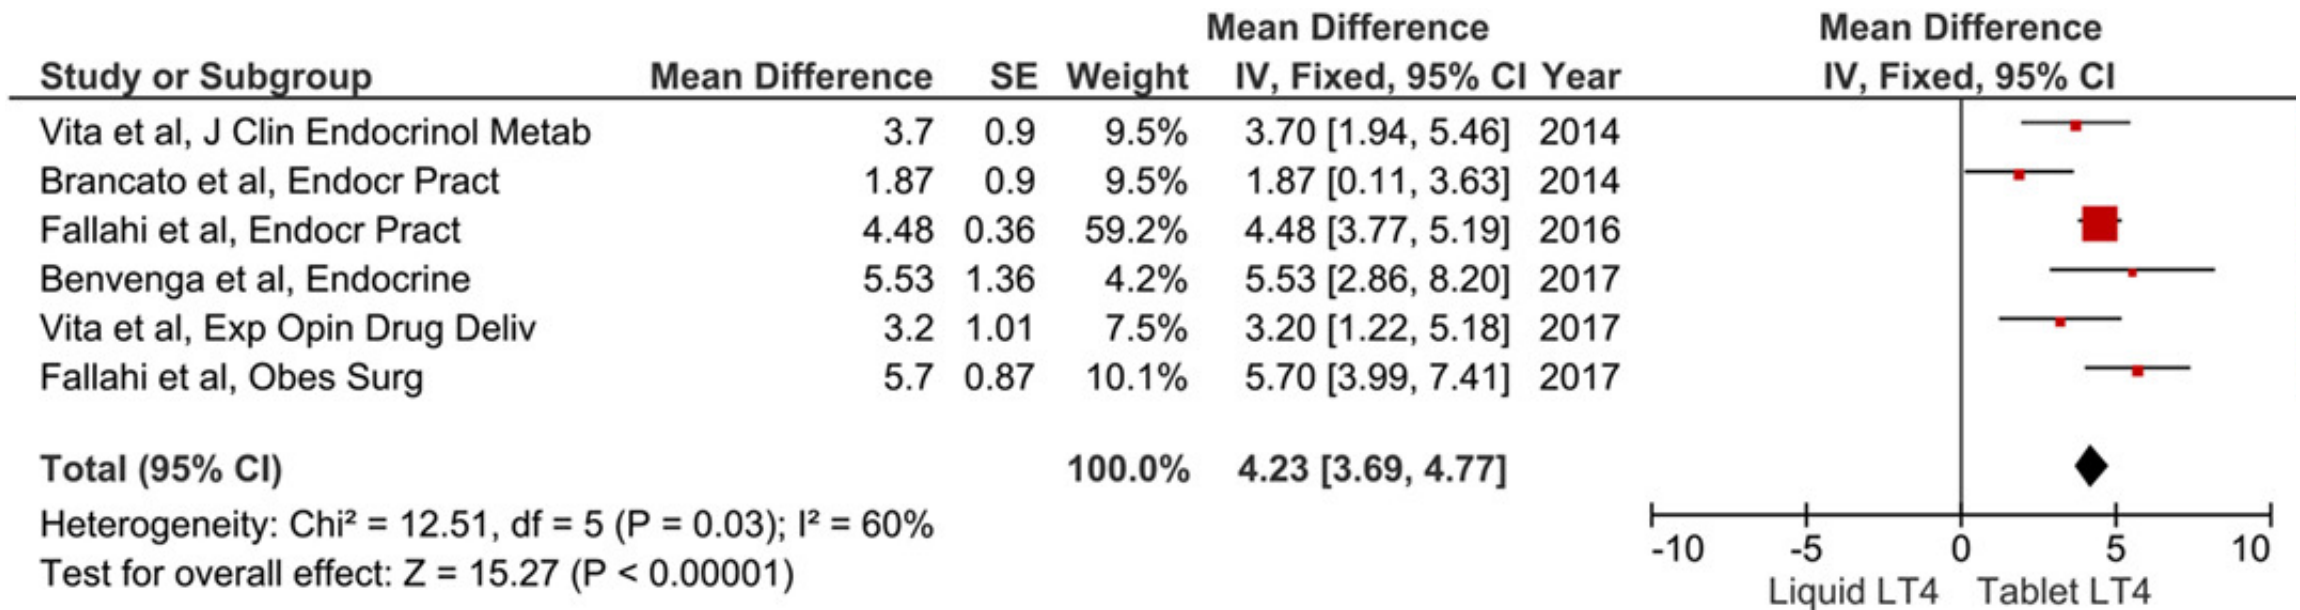 Mean Difference Mean Difference
Study or Subgroup Mean Difference SE Weight IV, Fixed, 95% CI Year IV, Fixed, 95% CI
Vita et al, J Clin Endocrinol Metab 3.7 0.9 9.5% 3.70 [1.94, 5.46] 2014
Brancato et al, Endocr Pract 1.87 0.9 9.5% 1.87 [0.11, 3.63] 2014
Fallahi et al, Endocr Pract 4.48 0.36 59.2% 4.48 [3.77, 5.19] 2016
Benvenga et al, Endocrine 5.53 1.36 4.2% 5.53 [2.86, 8.20] 2017
Vita et al, Exp Opin Drug Deliv 3.2 1.01 7.5% 3.20 [1.22, 5.18] 2017
Fallahi et al, Obes Surg 5.7 0.87 10.1% 5.70 [3.99, 7.41] 2017
Total (95% CI) 100.0% 4.23 [3.69, 4.77]
Heterogeneity: Chi² = 12.51, df = 5 (P = 0.03); I² = 60%
Test for overall effect: Z = 15.27 (P < 0.00001)
-10 -5 0 5 10
Liquid LT4 Tablet LT4